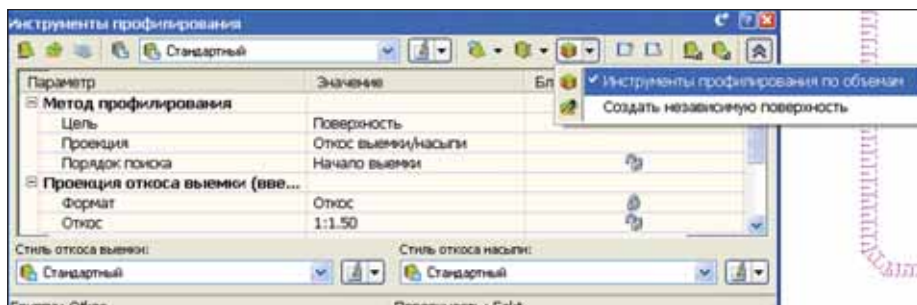 Инструменты профилирования
Стандартный
Параметр Значение
Инструменты профилирования по объемам
Создать независимую поверхность
Метод профилирования
Цель Поверхность
Проекция Откос выемки/насыпи
Порядок поиска Начало выемки
Проекция откоса выемки (вве...
Формат Откос
Откос 1:1.50
Стиль откоса выемки: Стиль откоса насыпи:
Стандартный Стандартный